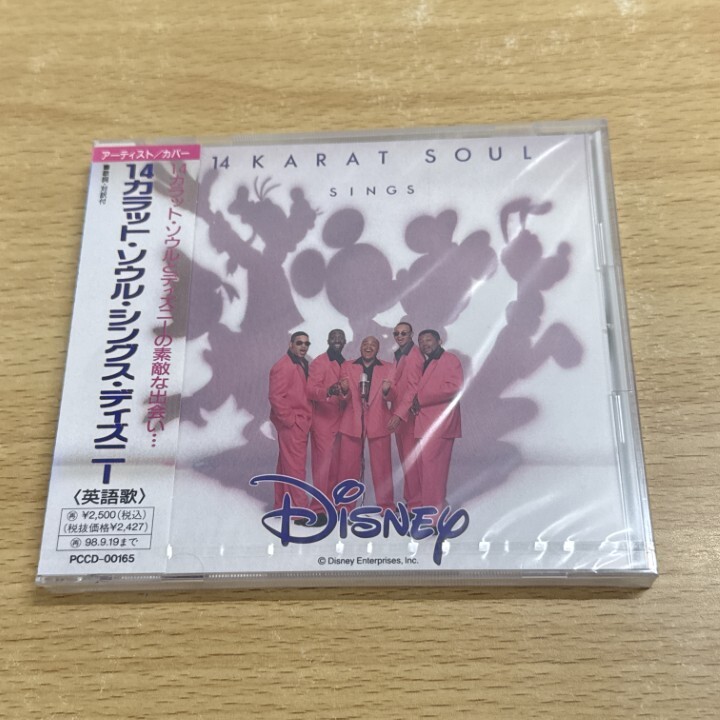 アーティスト/カバー
14カラット・ソウル・シングス・ディズニー
14カラット・ソウルとディズニーの素敵な出会い…
〈英語歌〉
再 ¥2,500(税込)
(税抜価格¥2,427)
再 98.9.19まで
PCCD-00165
14 KARAT SOUL
SINGS
Disney
© Disney Enterprises, Inc.